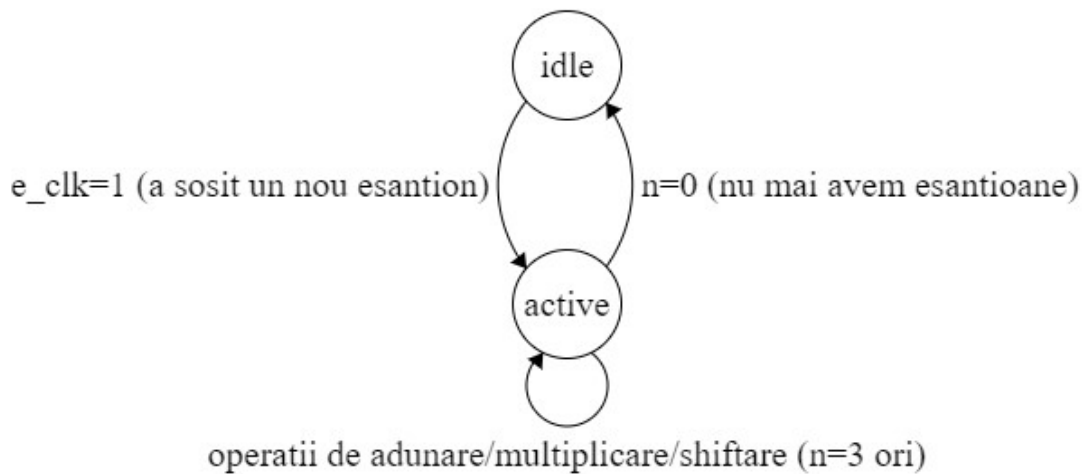 idle
e_clk=1 (a sosit un nou esantion)
n=0 (nu mai avem esantioane)
active
operatii de adunare/multiplicare/shiftare (n=3 ori)